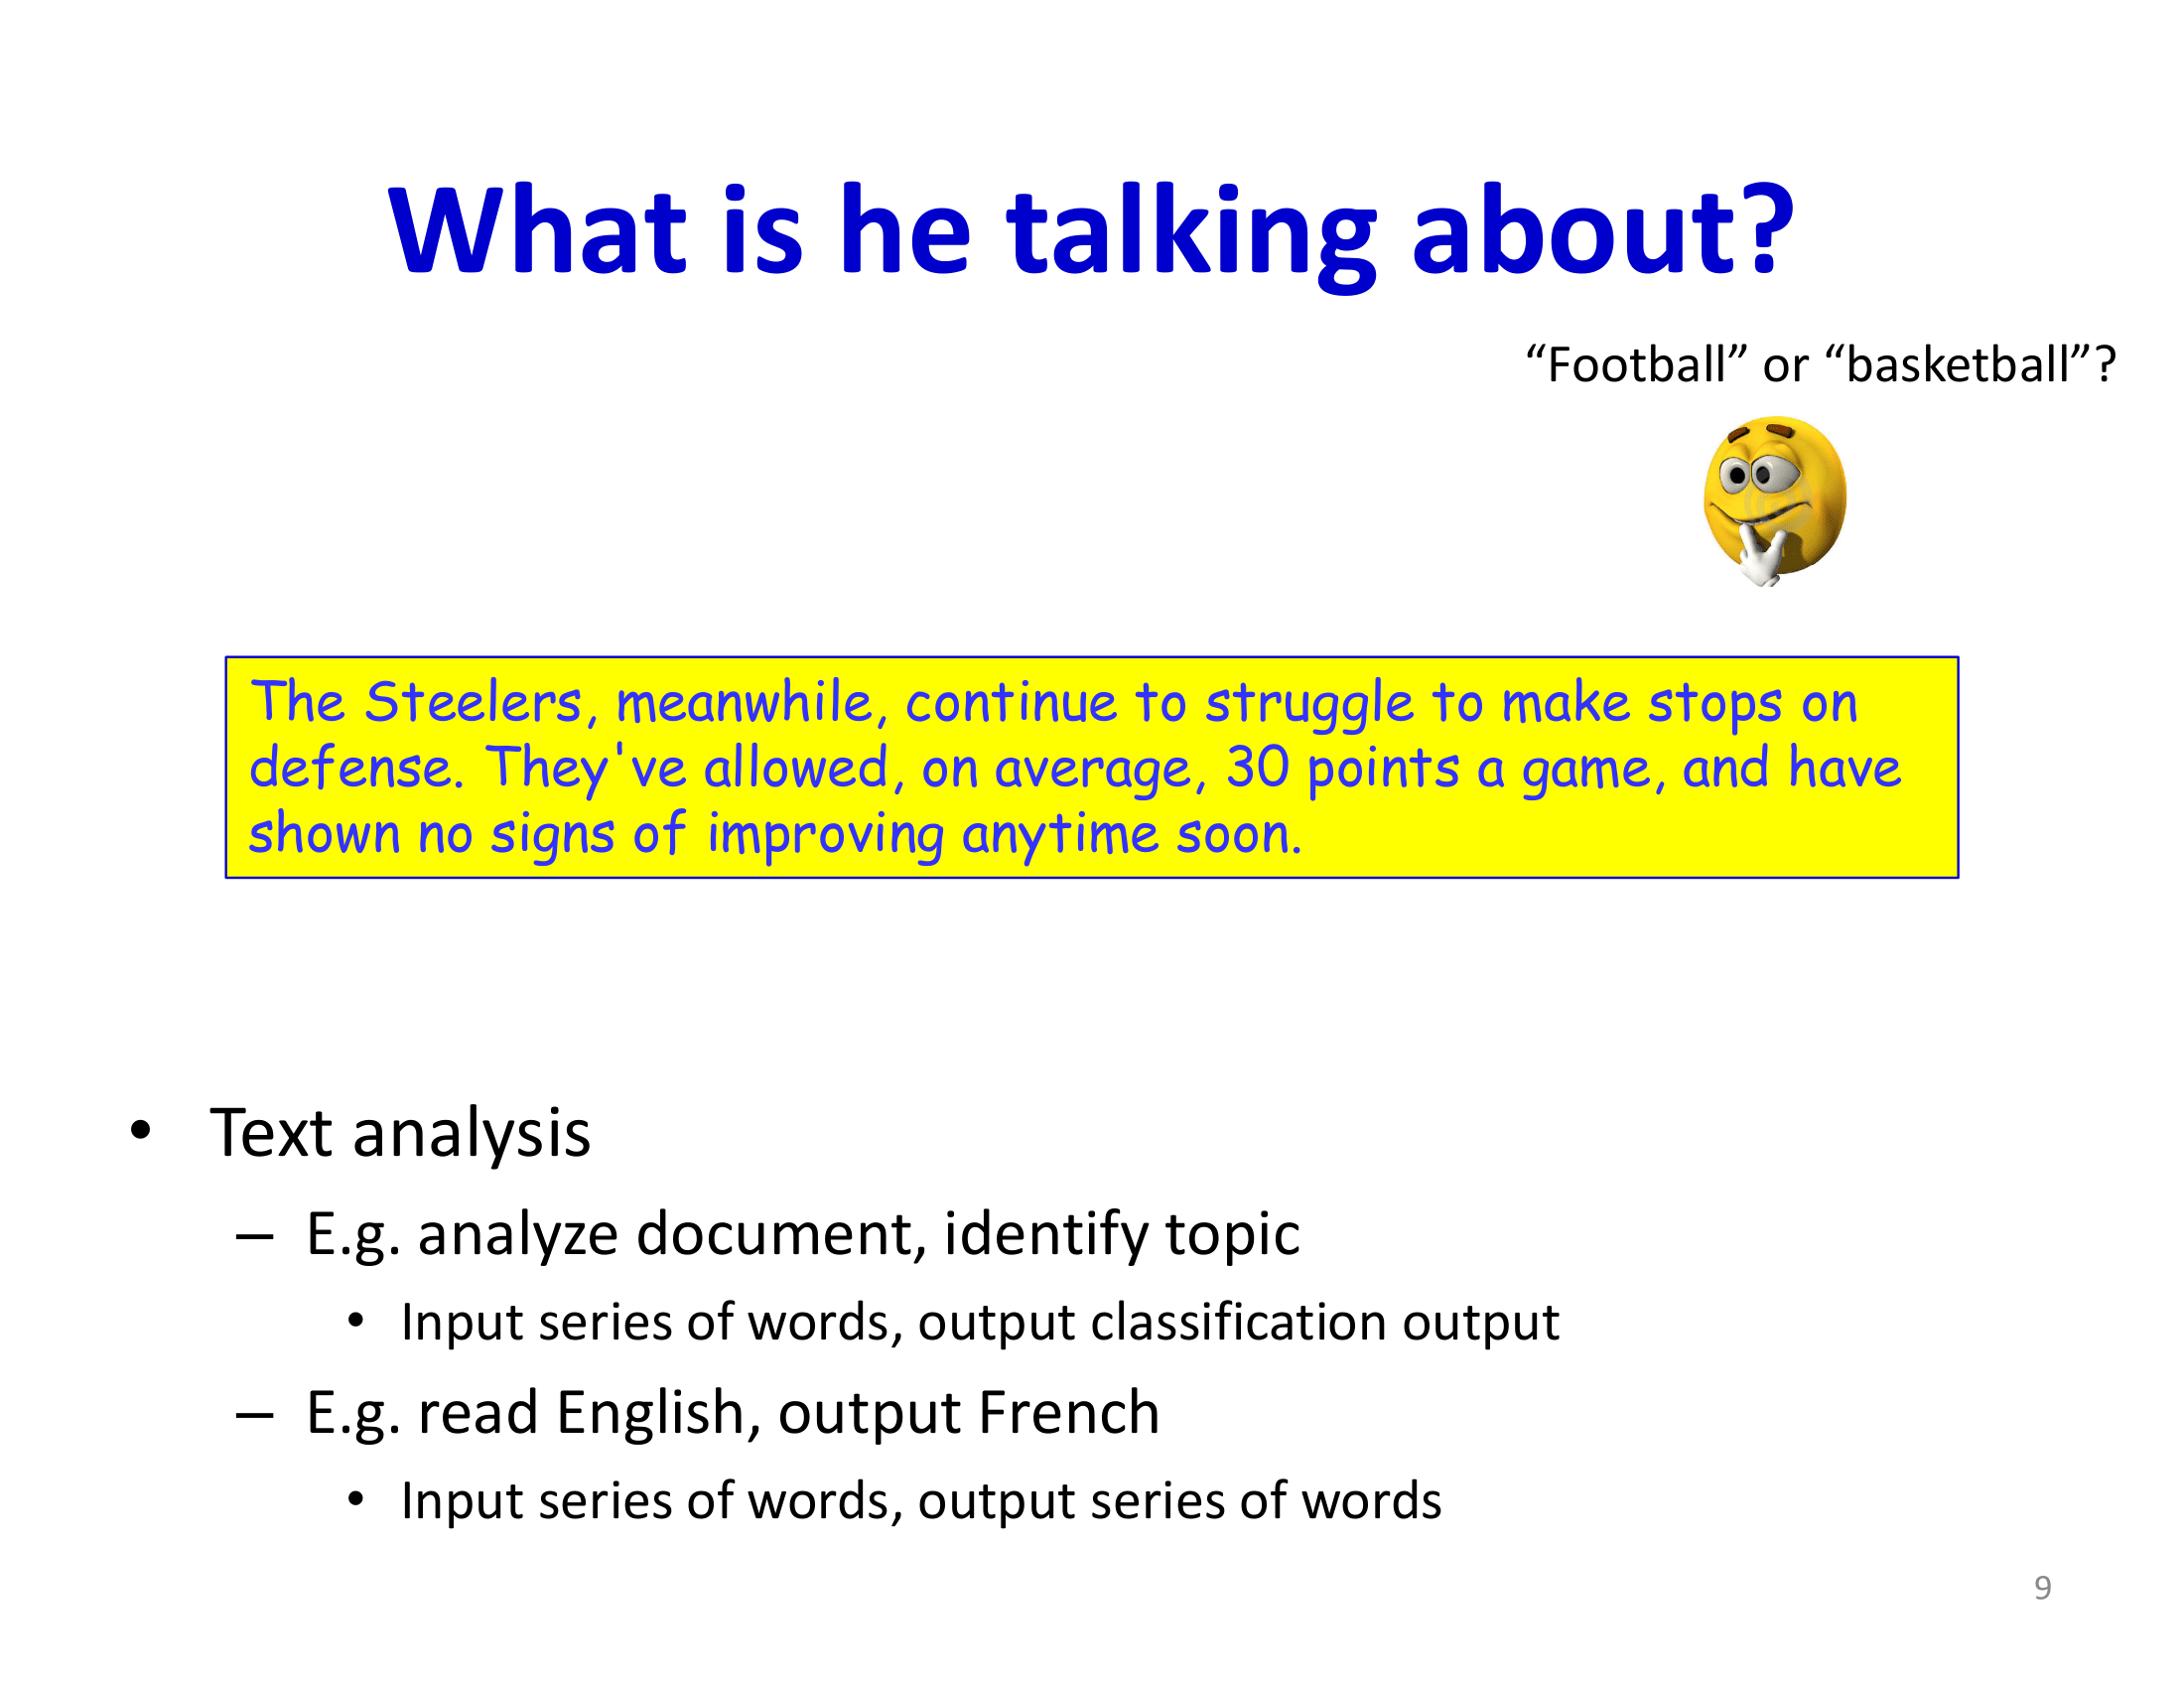 What is he talking about?
“Football” or “basketball”?
The Steelers, meanwhile, continue to struggle to make stops on
defense. They've allowed, on average, 30 points a game, and have
shown no signs of improving anytime soon.
• Text analysis
– E.g. analyze document, identify topic
• Input series of words, output classification output
– E.g. read English, output French
• Input series of words, output series of words
9